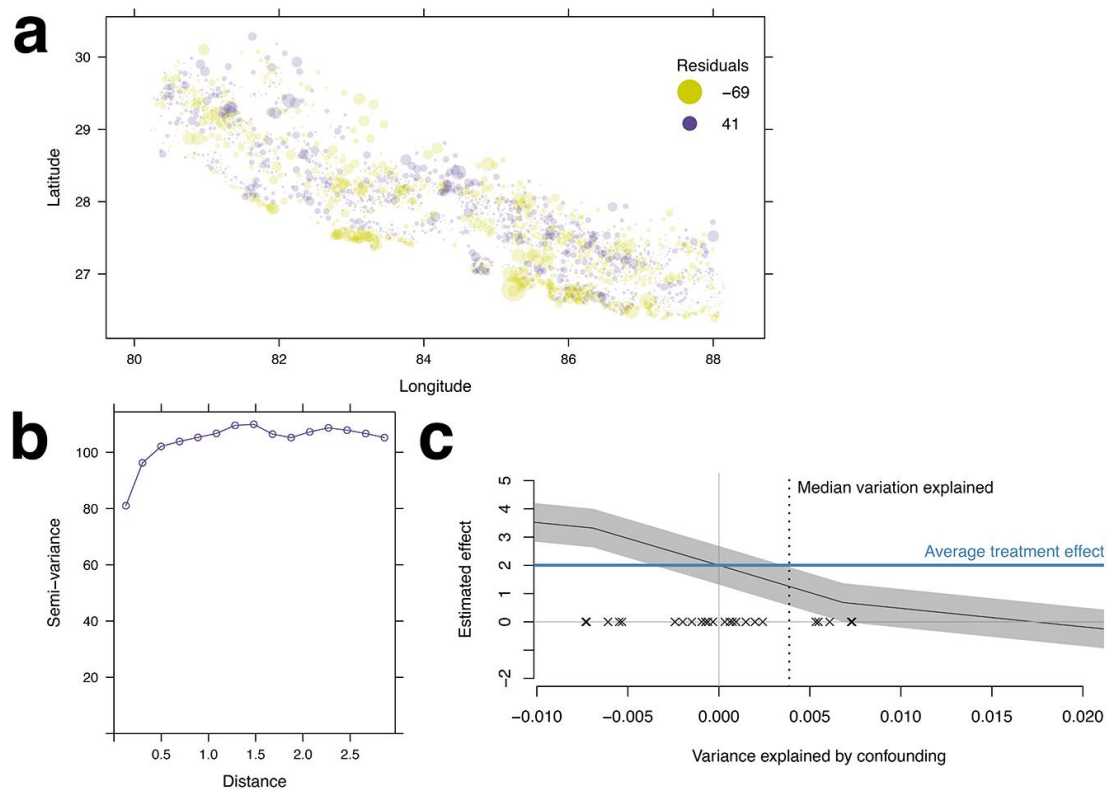 a
30
29
28
27
Latitude
Residuals
−69
41
80 82 84 86 88
Longitude
b
100
80
60
40
20
Semi−variance
0.5 1.0 1.5 2.0 2.5
Distance
c
5
4
3
2
1
0
−2
Estimated effect
Median variation explained
Average treatment effect
−0.010 −0.005 0.000 0.005 0.010 0.015 0.020
Variance explained by confounding